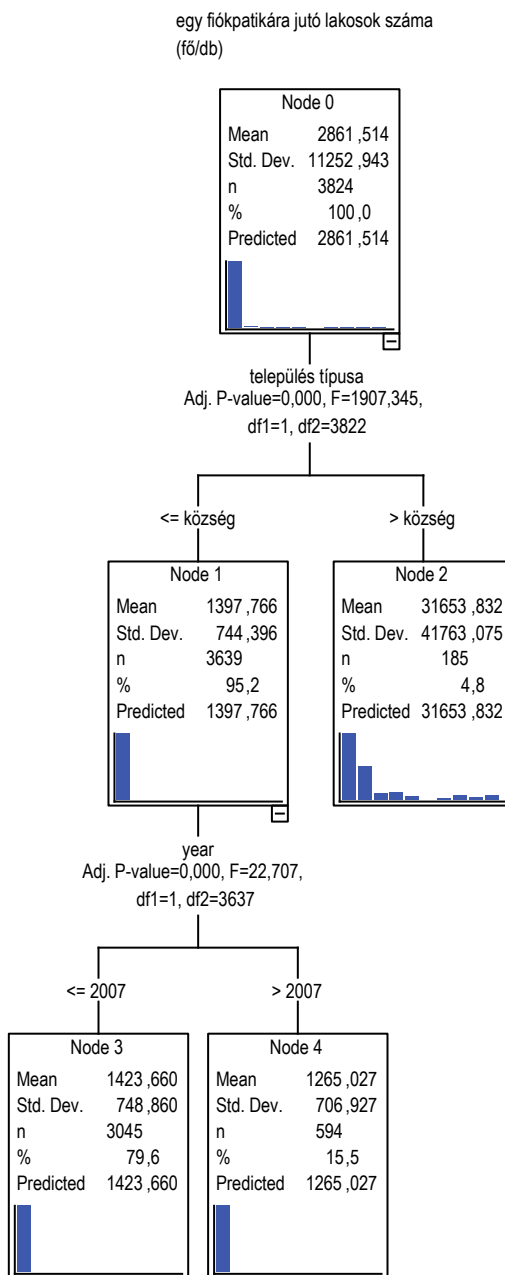 egy fiókpatikára jutó lakosok száma
(fő/db)
Node 0
Mean 2861 ,514
Std. Dev. 11252 ,943
n 3824
% 100 ,0
Predicted 2861 ,514
település típusa
Adj. P-value=0,000, F=1907,345,
df1=1, df2=3822
<= község
> község
Node 1
Mean 1397 ,766
Std. Dev. 744 ,396
n 3639
% 95 ,2
Predicted 1397 ,766
Node 2
Mean 31653 ,832
Std. Dev. 41763 ,075
n 185
% 4 ,8
Predicted 31653 ,832
year
Adj. P-value=0,000, F=22,707,
df1=1, df2=3637
<= 2007
> 2007
Node 3
Mean 1423 ,660
Std. Dev. 748 ,860
n 3045
% 79 ,6
Predicted 1423 ,660
Node 4
Mean 1265 ,027
Std. Dev. 706 ,927
n 594
% 15 ,5
Predicted 1265 ,027